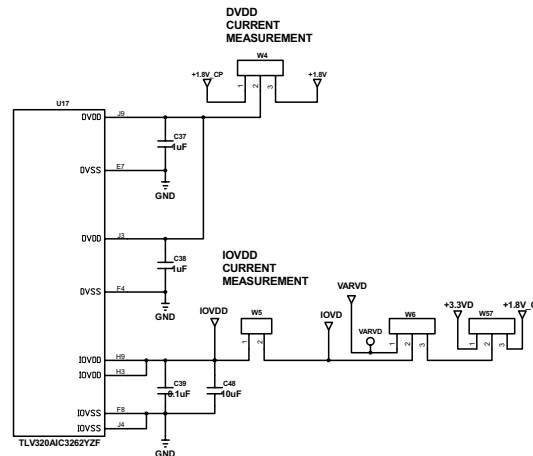 DVDD
CURRENT
MEASUREMENT
W4
+1.8V_CP
+1.8V
1
2
3
U17
DVDD
J9
C37
1uF
DVSS
E7
GND
DVDD
J3
C38
1uF
DVSS
F4
GND
IOVDD
CURRENT
MEASUREMENT
IOVDD
W5
1
2
IOVD
VARVD
VARVD
W6
1
2
3
+3.3VD
W57
1
2
3
IOVDD
H9
IOVDD
H3
C39
0.1uF
C48
10uF
IOVSS
F8
IOVSS
J4
GND
TLV320AIC3262YZF